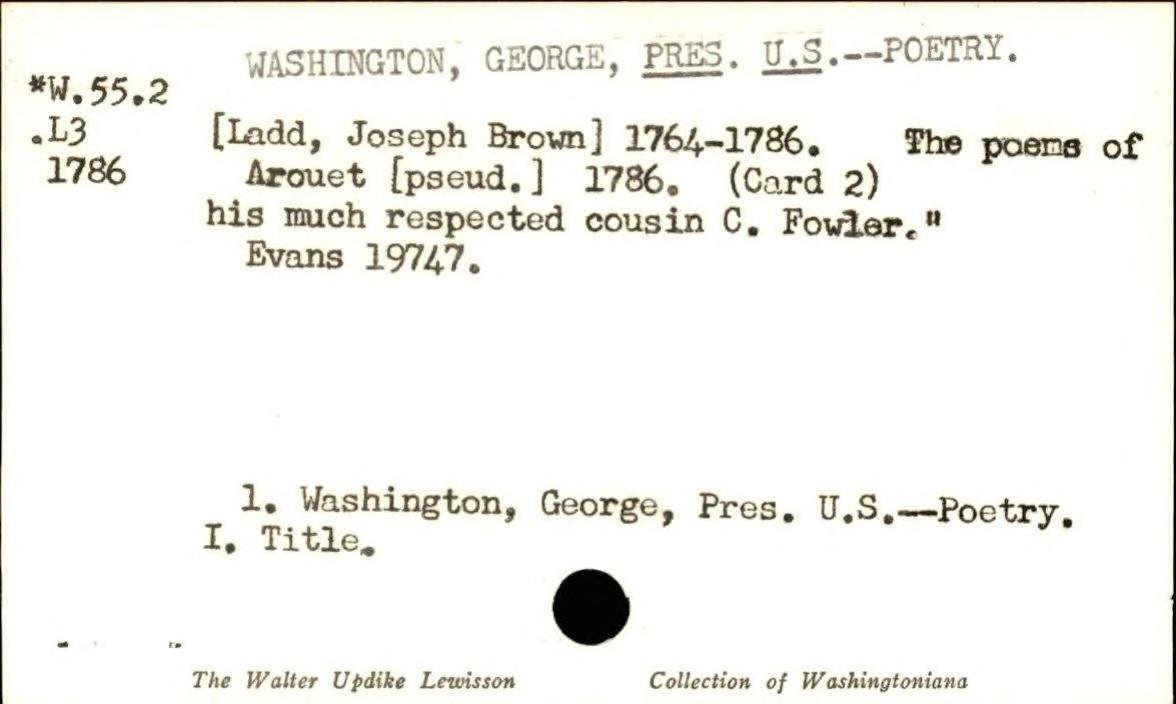 WASHINGTON, GEORGE, PRES. U.S.--POETRY.
*W.55.2
.L3 [Ladd, Joseph Brown] 1764-1786. The poems of
1786 Arouet [pseud.] 1786. (Card 2)
his much respected cousin C. Fowler."
Evans 19747.
1. Washington, George, Pres. U.S.—Poetry.
I. Title.
The Walter Updike Lewisson Collection of Washingtoniana